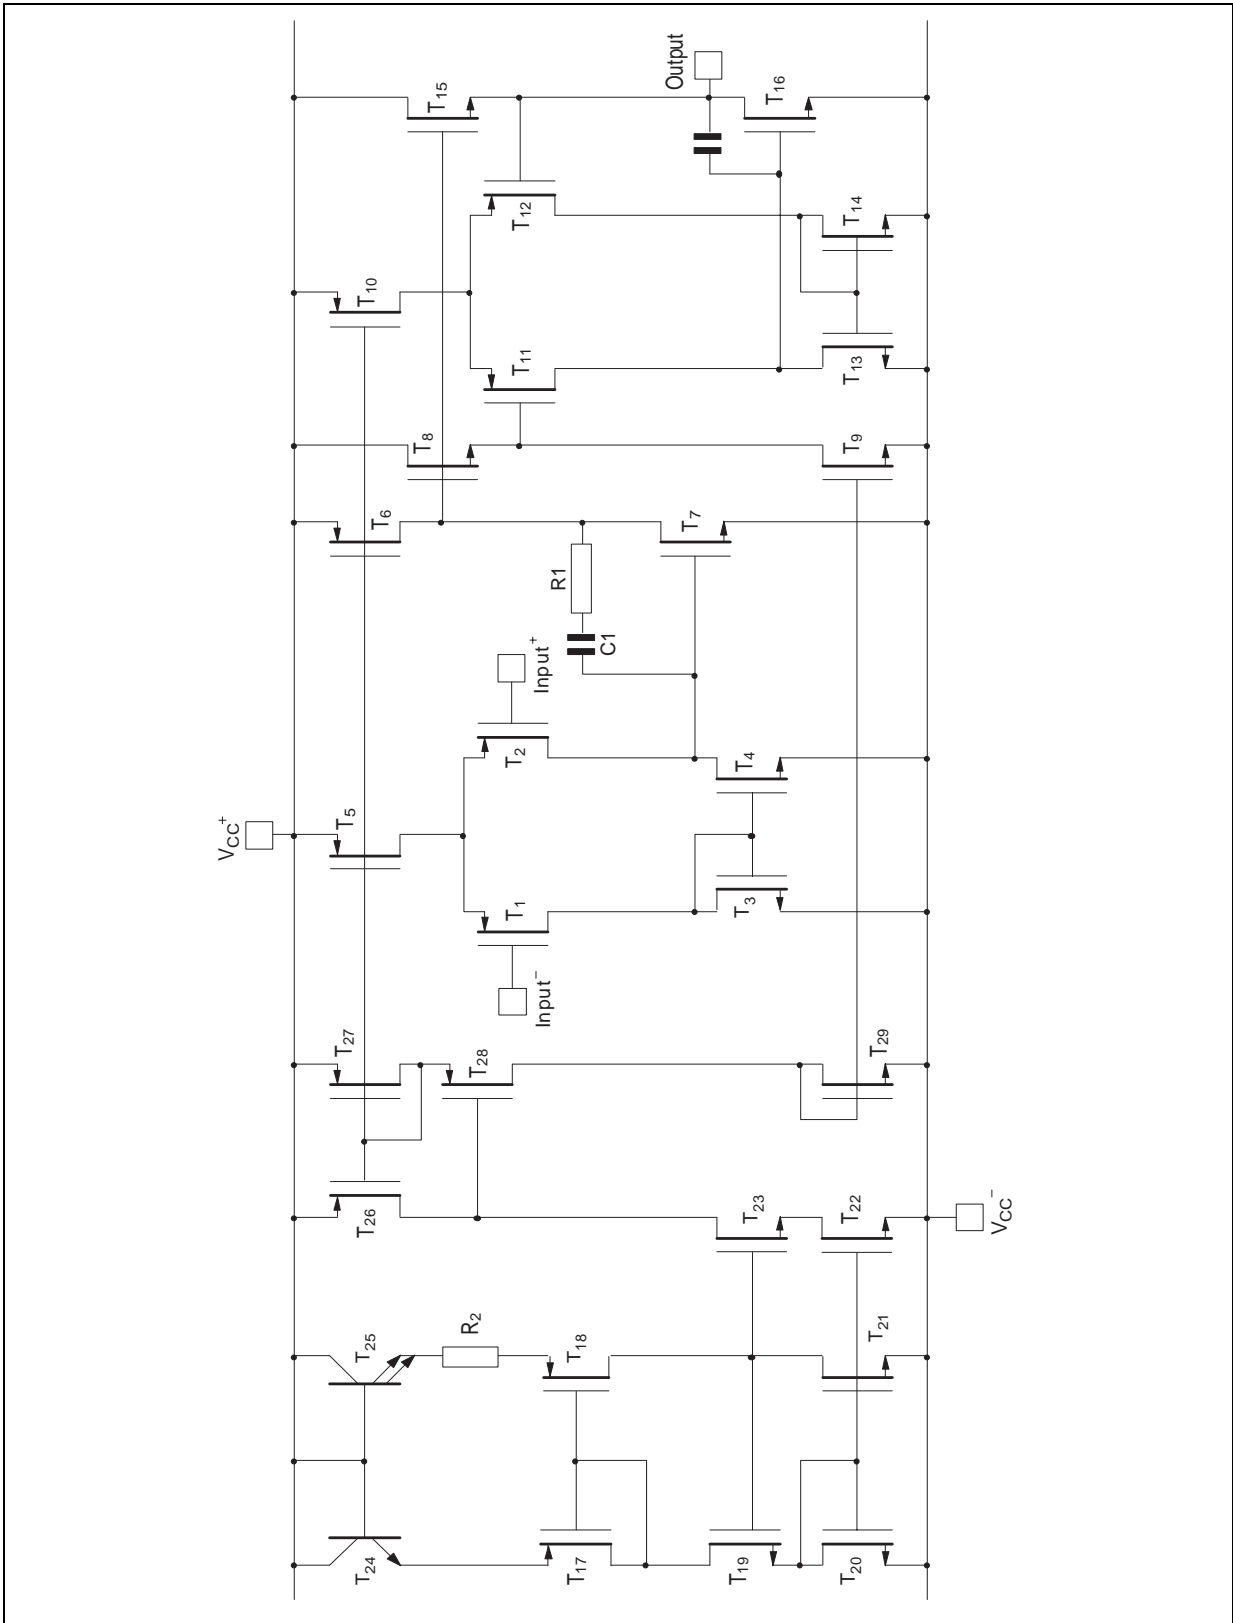 Output
T15
T16
T12
T14
T10
T11
T13
T8
T9
T6
T7
R1
C1
Input+
T2
T4
VCC+
T5
T1
T3
Input−
T27
T28
T29
T26
T23
T22
VCC−
T25
R2
T18
T21
T24
T17
T19
T20